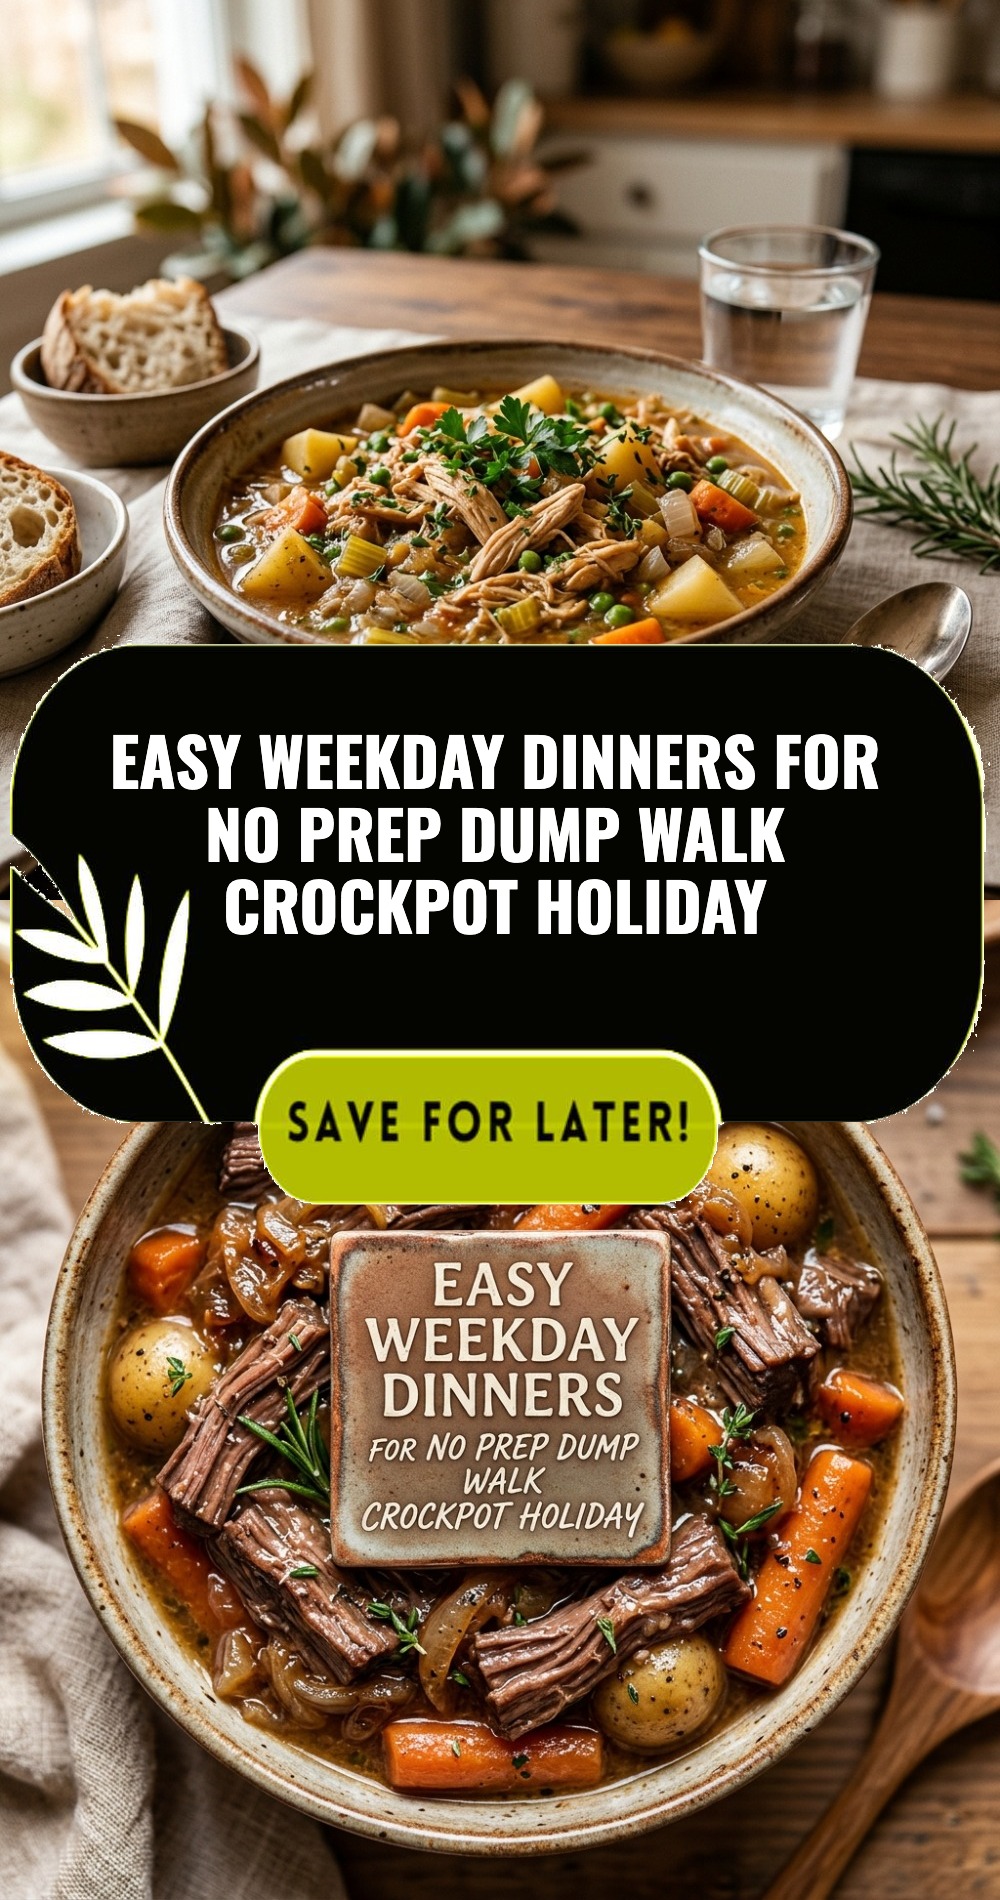 EASY WEEKDAY DINNERS FOR
NO PREP DUMP WALK
CROCKPOT HOLIDAY
SAVE FOR LATER!
EASY
WEEKDAY
DINNERS
FOR NO PREP DUMP
WALK
CROCKPOT HOLIDAY